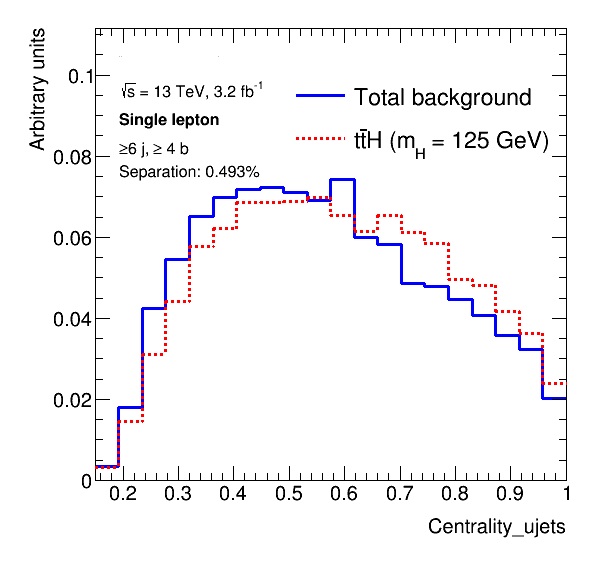 Arbitrary units
0.1
0.08
0.06
0.04
0.02
0
√s = 13 TeV, 3.2 fb⁻¹
Single lepton
≥6 j, ≥ 4 b
Separation: 0.493%
Total background
tt̄H (m_H = 125 GeV)
0.2 0.3 0.4 0.5 0.6 0.7 0.8 0.9 1
Centrality_ujets